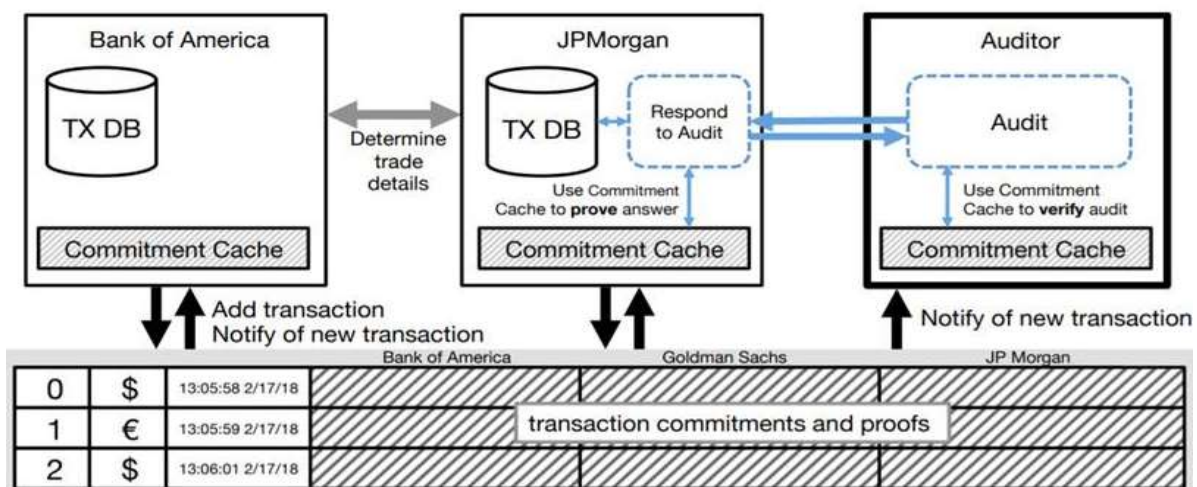 Bank of America
TX DB
Commitment Cache
Determine
trade
details
JPMorgan
TX DB
Respond
to Audit
Use Commitment
Cache to prove answer
Commitment Cache
Auditor
Audit
Use Commitment
Cache to verify audit
Commitment Cache
Add transaction
Notify of new transaction
Notify of new transaction
Bank of America
Goldman Sachs
JP Morgan
0 $ 13:05:58 2/17/18
1 € 13:05:59 2/17/18
2 $ 13:06:01 2/17/18
transaction commitments and proofs